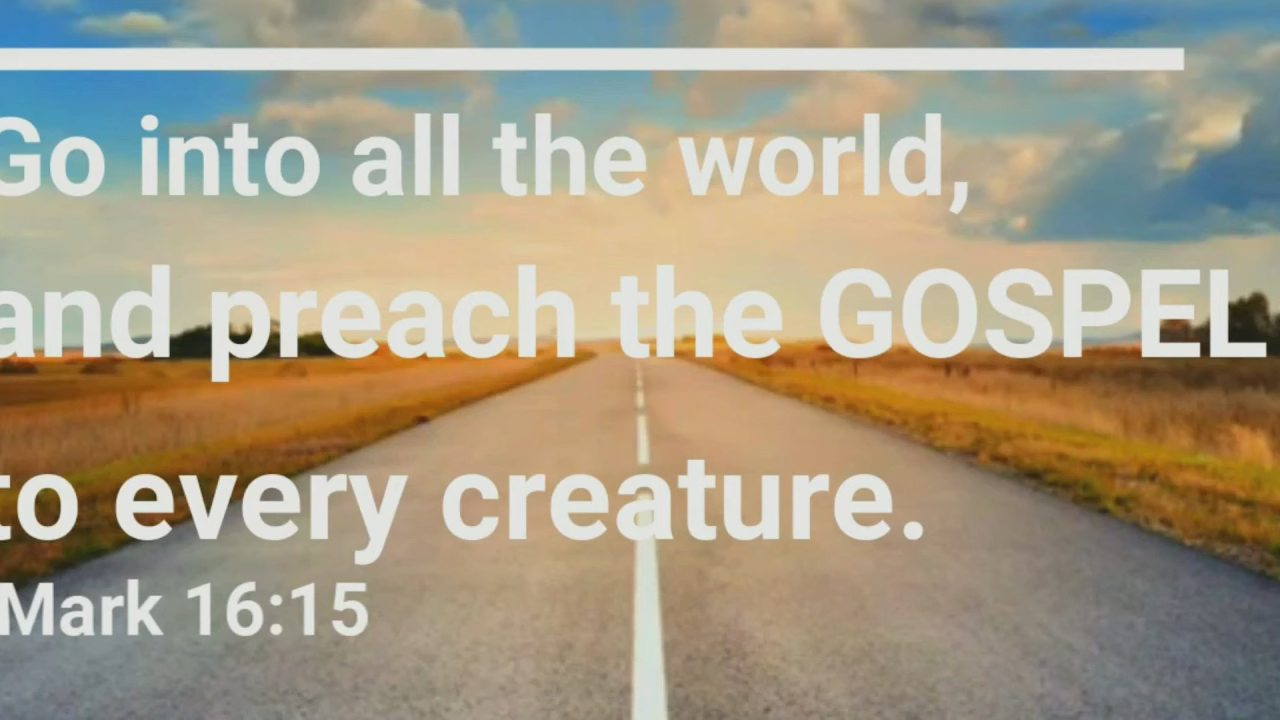 Go into all the world,
and preach the GOSPEL
to every creature.
Mark 16:15